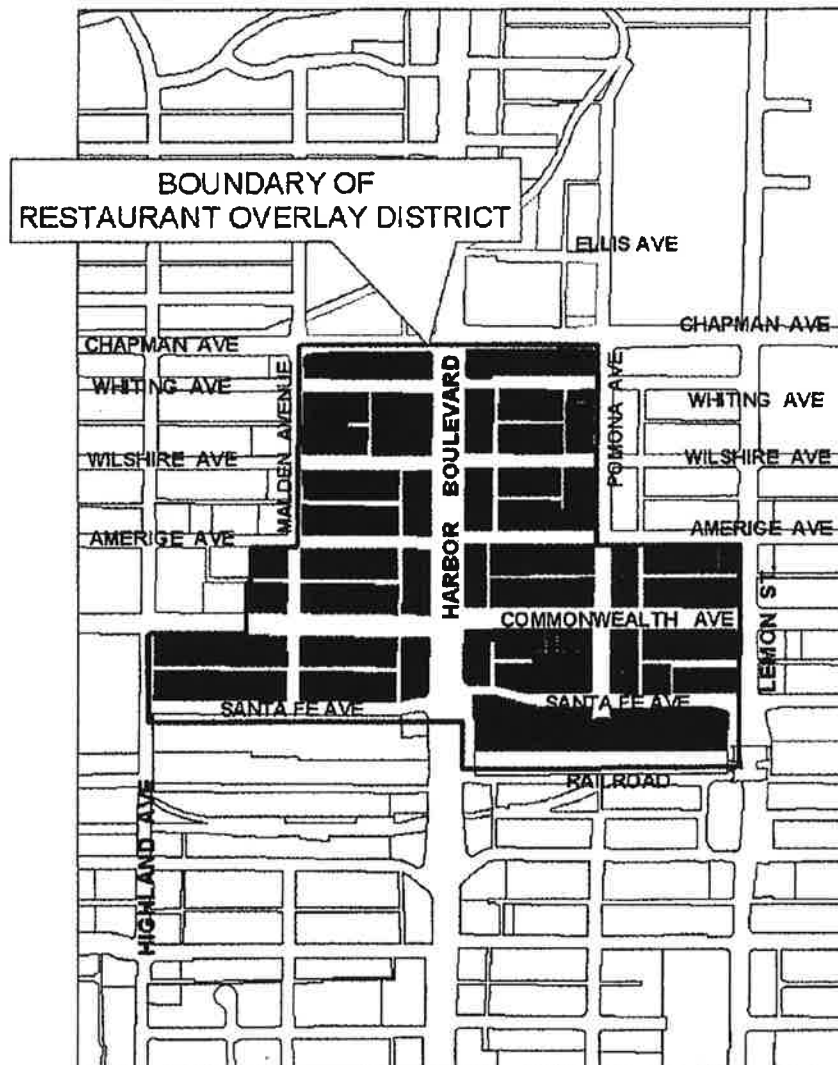 BOUNDARY OF
RESTAURANT OVERLAY DISTRICT
ELLIS AVE
CHAPMAN AVE
CHAPMAN AVE
WHITING AVE
WHITING AVE
WILSHIRE AVE
WILSHIRE AVE
AMERIGE AVE
AMERIGE AVE
MALDEN AVENUE
HARBOR BOULEVARD
POMONA AVE
COMMONWEALTH AVE
LEMON ST.
SANTA FE AVE
SANTA FE AVE
RAILROAD
HIGHLAND AVE